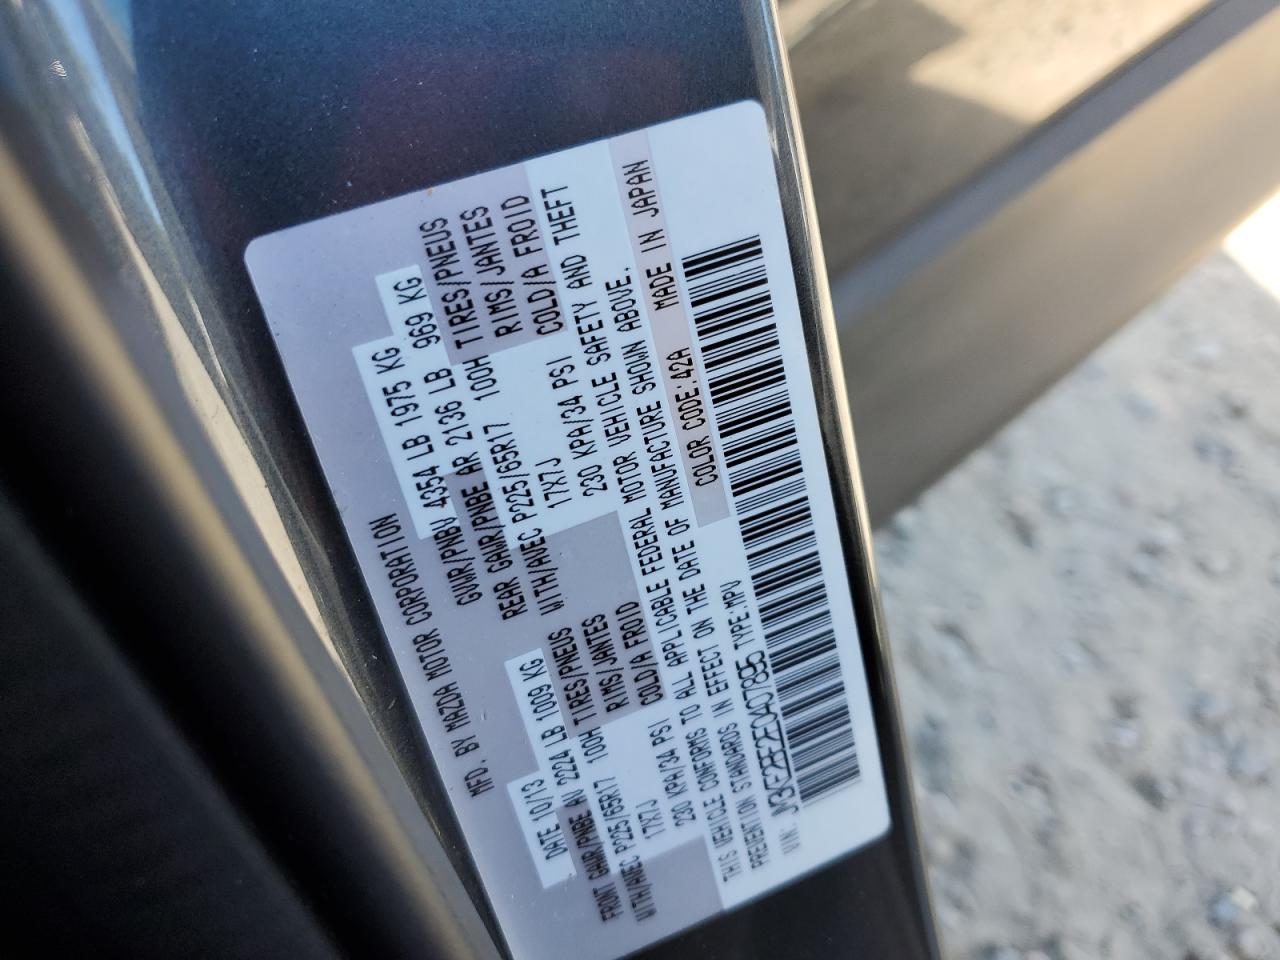 MFD. BY MAZDA MOTOR CORPORATION
DATE 10/13 GVWR/PNBV 4354 LB 1975 KG
FRONT GAWR/PNBE AV 2224 LB 1009 KG REAR GAWR/PNBE AR 2136 LB 969 KG
WITH/AVEC P225/65R17 100H TIRES/PNEUS WITH/AVEC P225/65R17 100H TIRES/PNEUS
17X7J RIMS/JANTES 17X7J RIMS/JANTES
230 KPA/34 PSI COLD/A FROID 230 KPA/34 PSI COLD/A FROID
THIS VEHICLE CONFORMS TO ALL APPLICABLE FEDERAL MOTOR VEHICLE SAFETY AND THEFT
PREVENTION STANDARDS IN EFFECT ON THE DATE OF MANUFACTURE SHOWN ABOVE.
VIN: TYPE:MPV COLOR CODE:42A MADE IN JAPAN